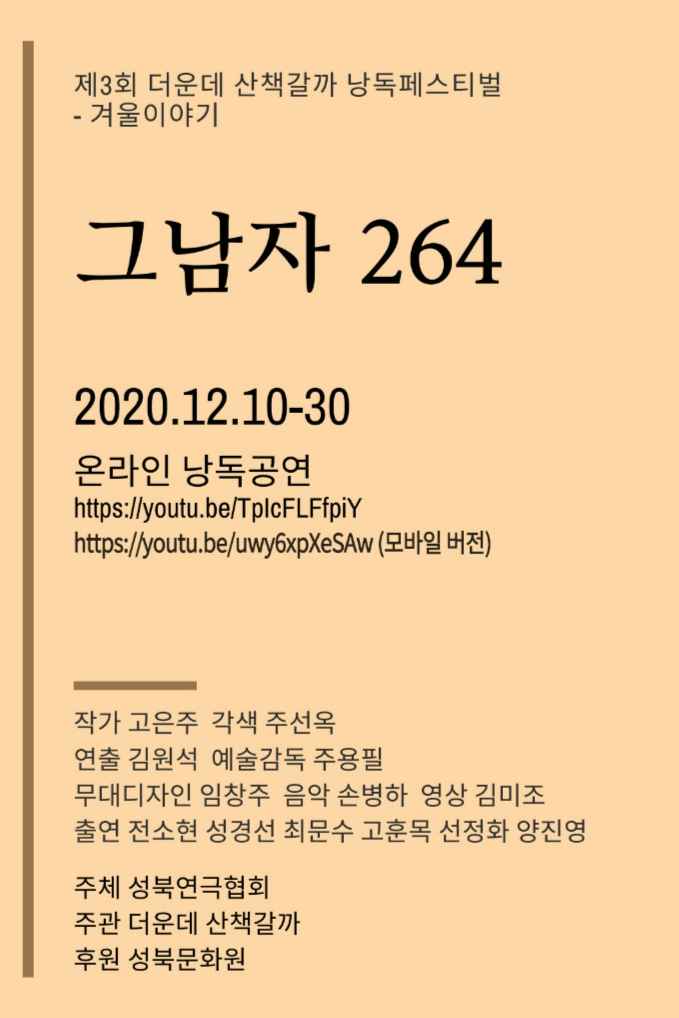 제3회 더운데 산책갈까 낭독페스티벌
- 겨울이야기
그남자 264
2020.12.10-30
온라인 낭독공연
https://youtu.be/TpIcFLFfpiY
https://youtu.be/uwy6xpXeSAw (모바일 버전)
작가 고은주 각색 주선옥
연출 김원석 예술감독 주용필
무대디자인 임창주 음악 손병하 영상 김미조
출연 전소현 성경선 최문수 고훈목 선정화 양진영
주체 성북연극협회
주관 더운데 산책갈까
후원 성북문화원